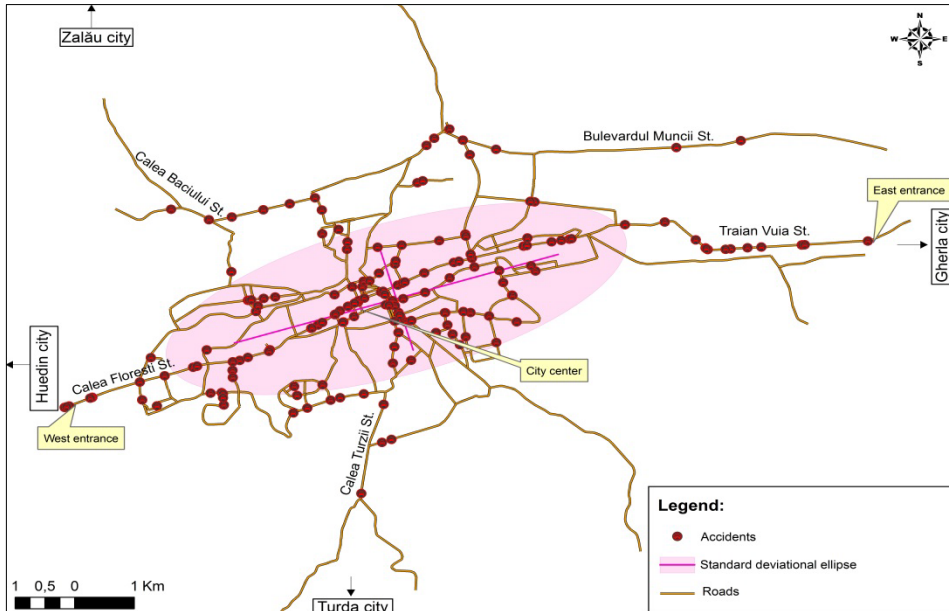 Zalău city
N
W E
S
Bulevardul Muncii St.
Calea Baciului St.
East entrance
Traian Vuia St.
Gherla city
Huedin city
City center
Calea Floresti St.
West entrance
Calea Turzii St.
Legend:
Accidents
Standard deviational ellipse
Roads
1 0,5 0 1 Km
Turda city